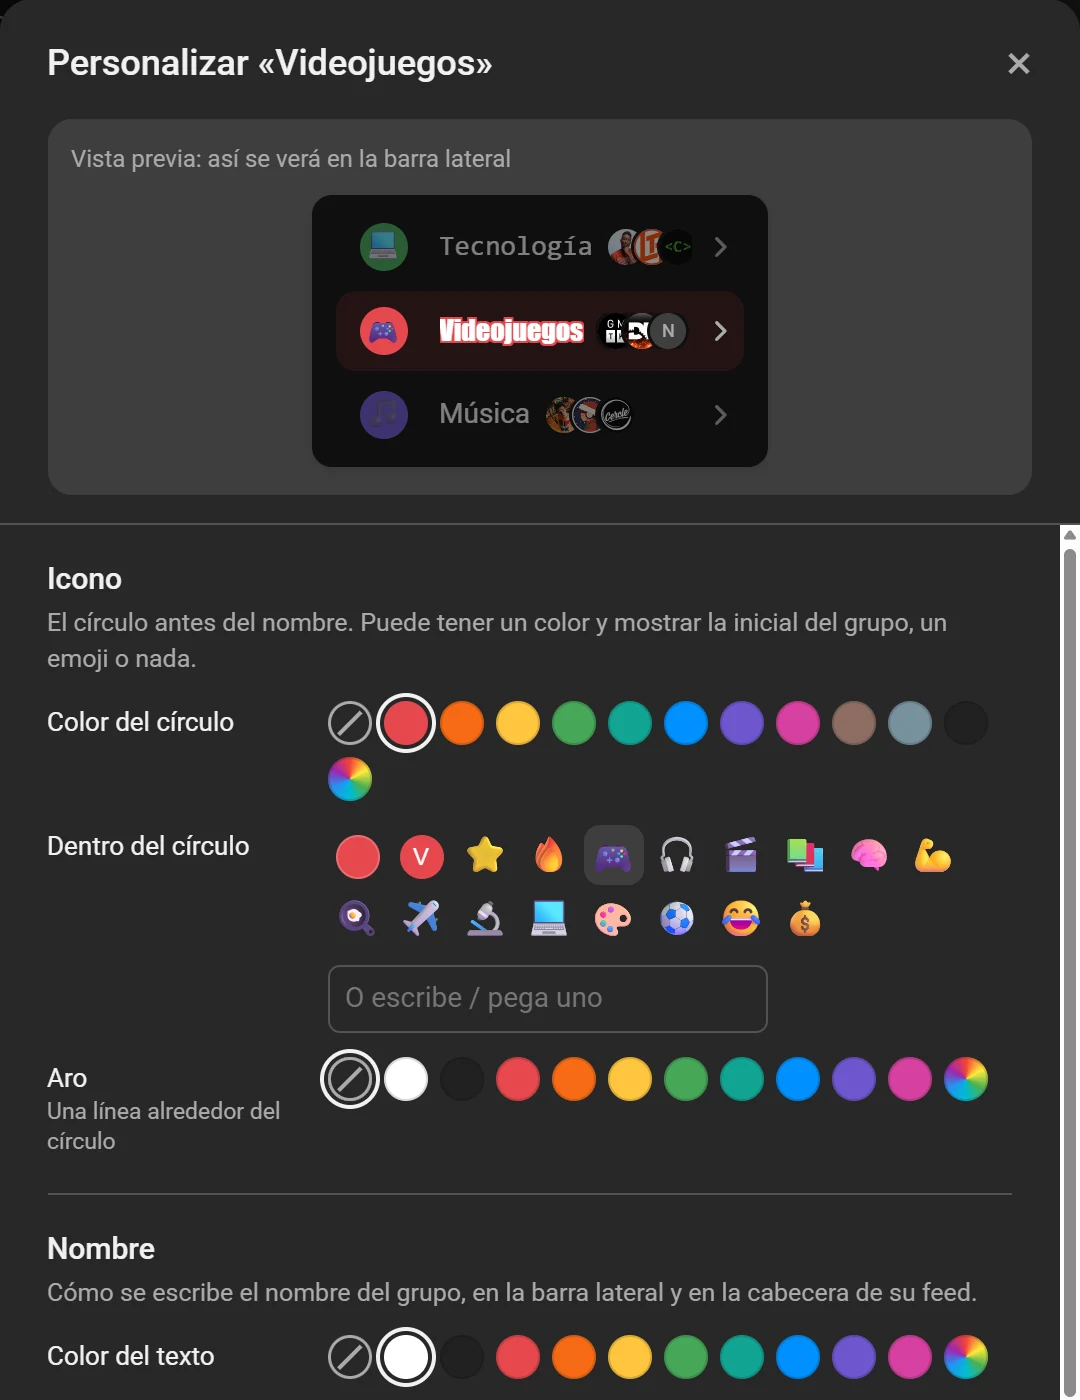 Personalizar «Videojuegos»
Vista previa: así se verá en la barra lateral
Tecnología
<C>
Videojuegos
N
Música
Cercle
Icono
El círculo antes del nombre. Puede tener un color y mostrar la inicial del grupo, un
emoji o nada.
Color del círculo
Dentro del círculo
V
O escribe / pega uno
Aro
Una línea alrededor del
círculo
Nombre
Cómo se escribe el nombre del grupo, en la barra lateral y en la cabecera de su feed.
Color del texto